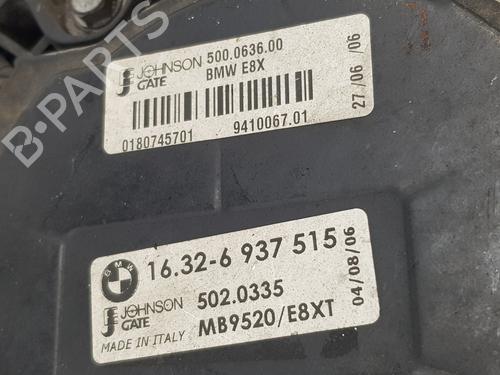 JOHNSON GATE 500.0636.00
BMW E8X
0180745701 9410067.01
27/06/06
BMW
16.32-6 937 515
JOHNSON GATE 502.0335
MADE IN ITALY MB9520/E8XT
04/08/06
B-PARTS